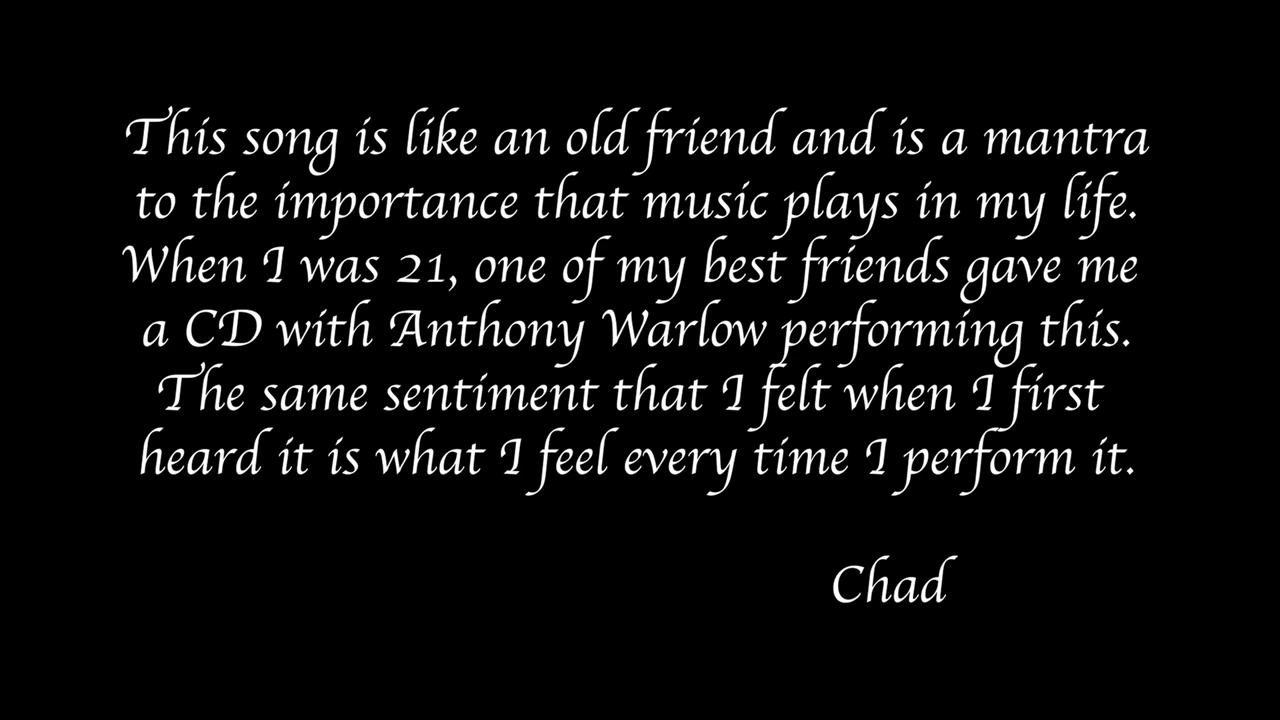 This song is like an old friend and is a mantra
to the importance that music plays in my life.
When I was 21, one of my best friends gave me
a CD with Anthony Warlow performing this.
The same sentiment that I felt when I first
heard it is what I feel every time I perform it.
Chad